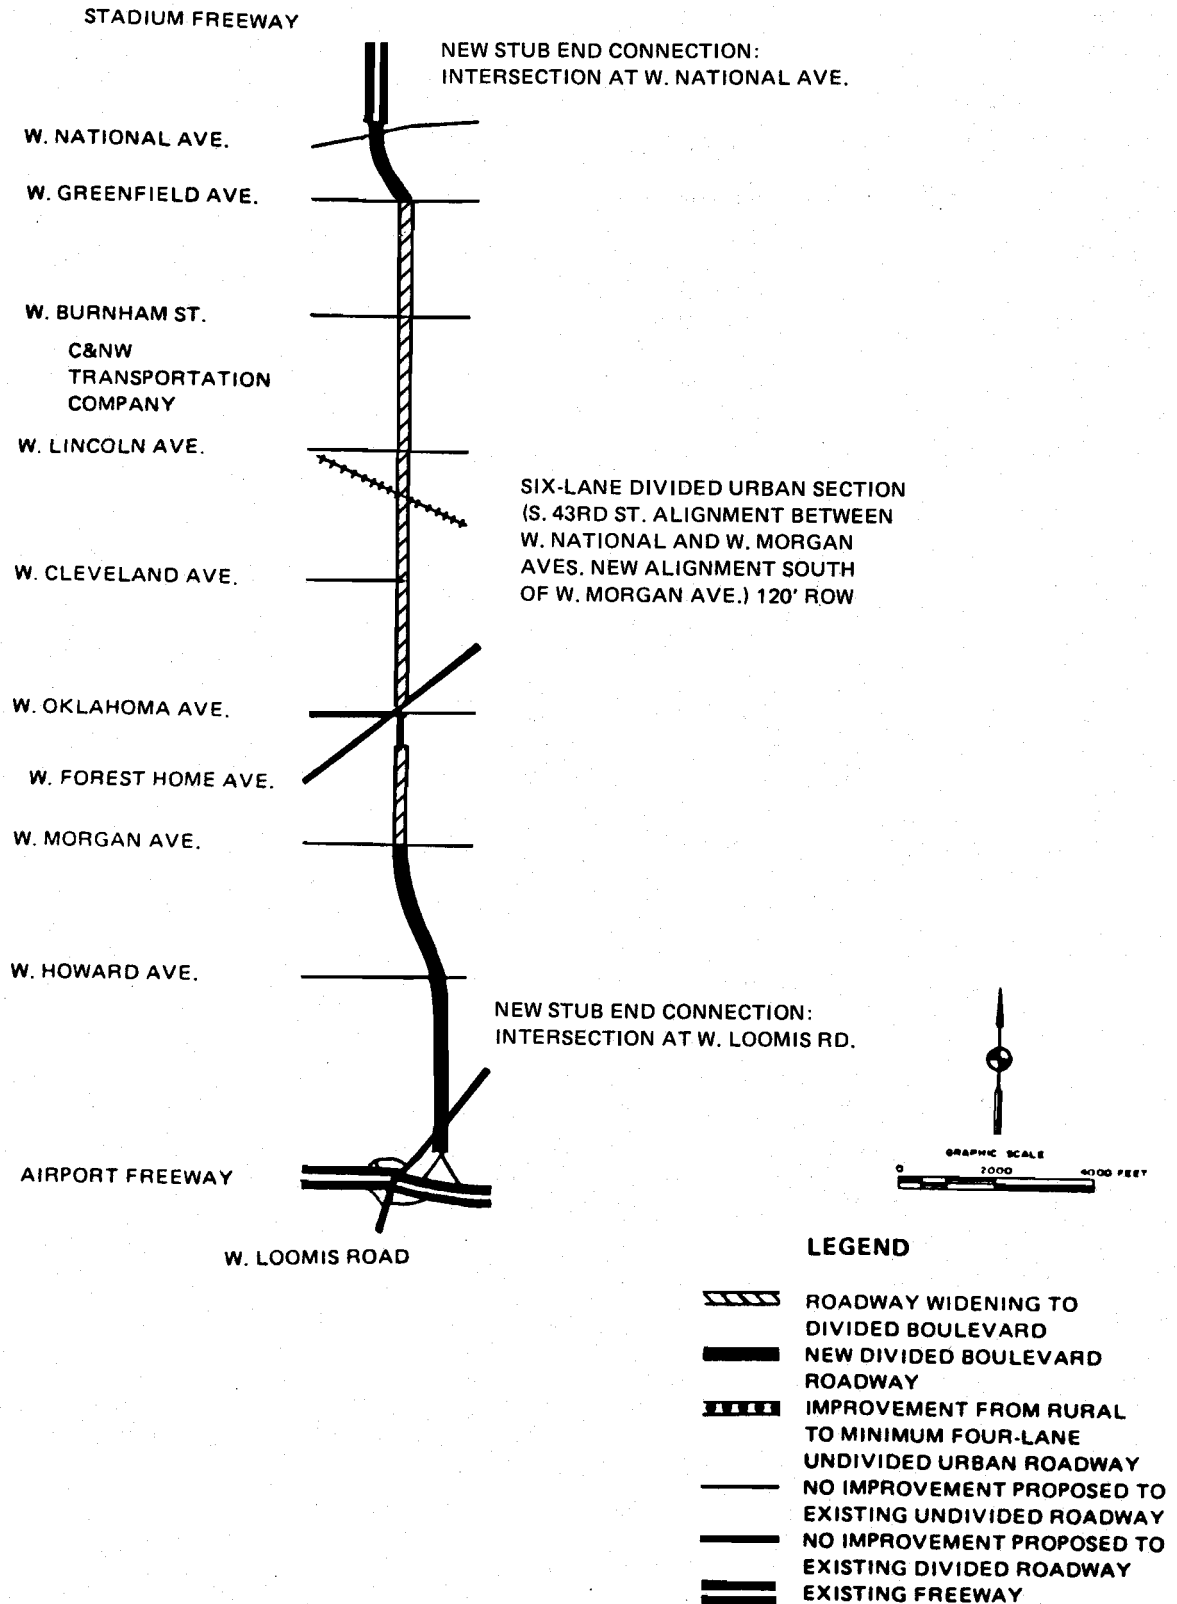 STADIUM FREEWAY
NEW STUB END CONNECTION:
INTERSECTION AT W. NATIONAL AVE.
W. NATIONAL AVE.
W. GREENFIELD AVE.
W. BURNHAM ST.
C&NW
TRANSPORTATION
COMPANY
W. LINCOLN AVE.
SIX-LANE DIVIDED URBAN SECTION
(S. 43RD ST. ALIGNMENT BETWEEN
W. NATIONAL AND W. MORGAN
AVES. NEW ALIGNMENT SOUTH
OF W. MORGAN AVE.) 120' ROW
W. CLEVELAND AVE.
W. OKLAHOMA AVE.
W. FOREST HOME AVE.
W. MORGAN AVE.
W. HOWARD AVE.
NEW STUB END CONNECTION:
INTERSECTION AT W. LOOMIS RD.
AIRPORT FREEWAY
W. LOOMIS ROAD
GRAPHIC SCALE
0 2000 4000 FEET
LEGEND
ROADWAY WIDENING TO
DIVIDED BOULEVARD
NEW DIVIDED BOULEVARD
ROADWAY
IMPROVEMENT FROM RURAL
TO MINIMUM FOUR-LANE
UNDIVIDED URBAN ROADWAY
NO IMPROVEMENT PROPOSED TO
EXISTING UNDIVIDED ROADWAY
NO IMPROVEMENT PROPOSED TO
EXISTING DIVIDED ROADWAY
EXISTING FREEWAY